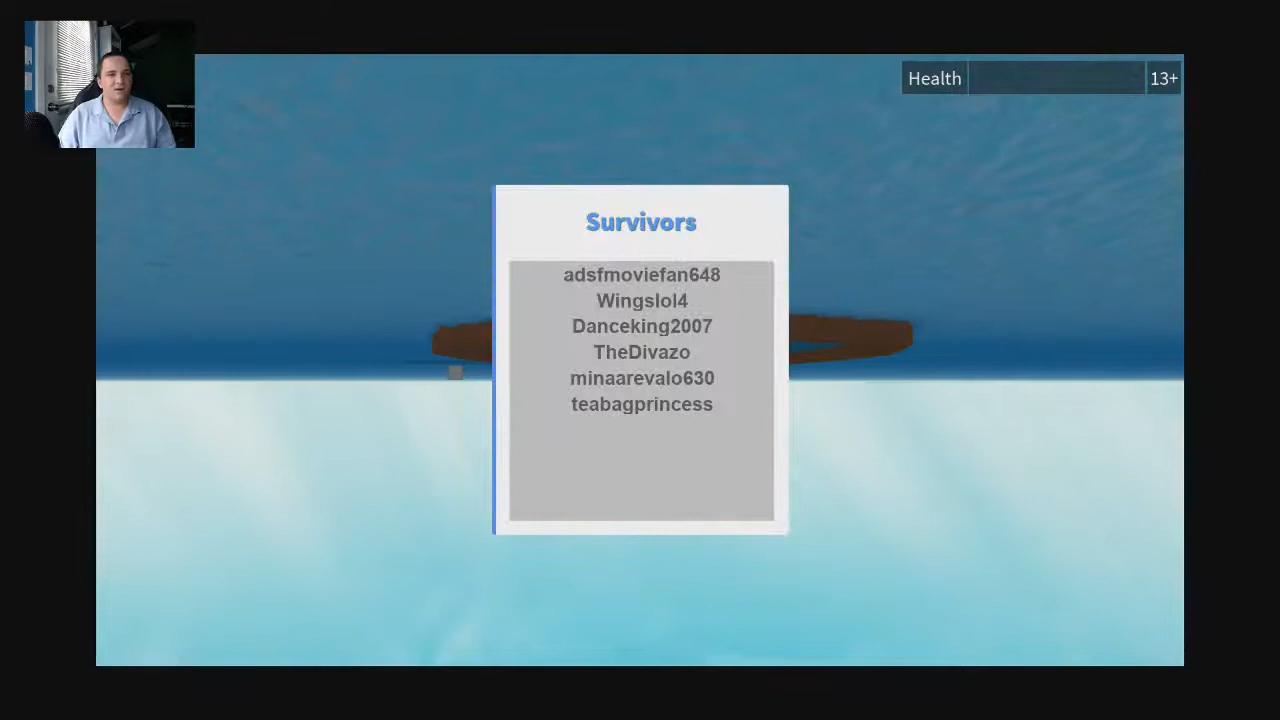 Health
13+
Survivors
adsfmoviefan648
Wingslol4
Danceking2007
TheDivazo
minaarevalo630
teabagprincess